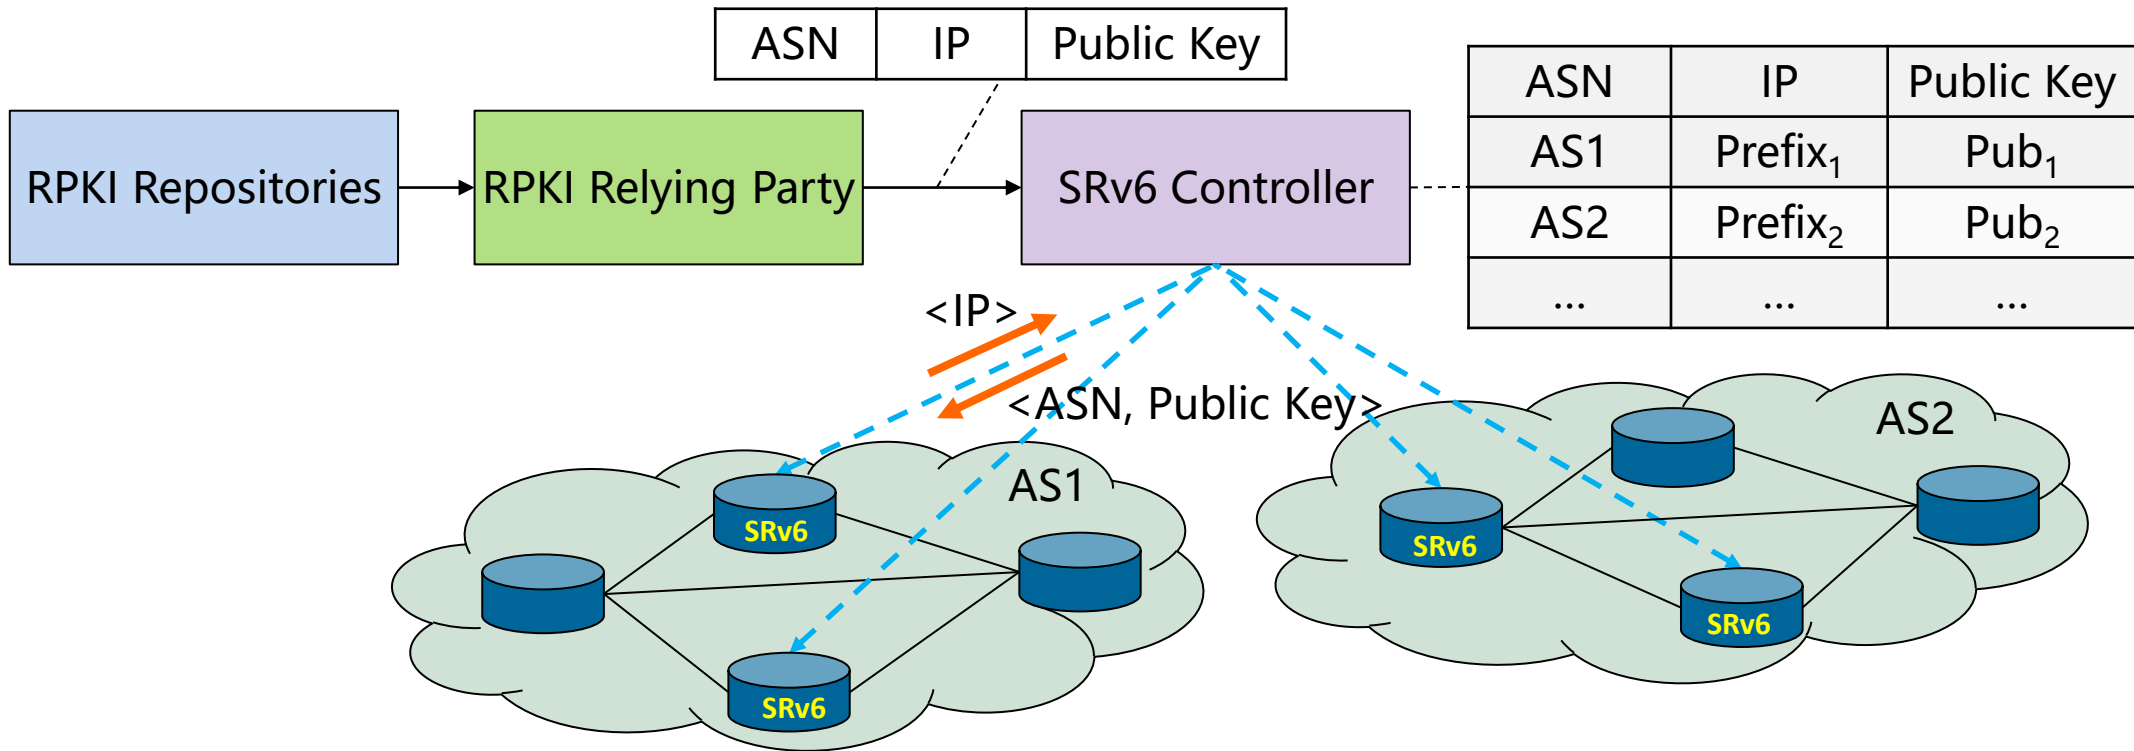 ASN IP Public Key
ASN IP Public Key
AS1 Prefix₁ Pub₁
AS2 Prefix₂ Pub₂
... ... ...
RPKI Repositories
RPKI Relying Party
SRv6 Controller
<IP>
<ASN, Public Key>
AS1
SRv6
SRv6
AS2
SRv6
SRv6